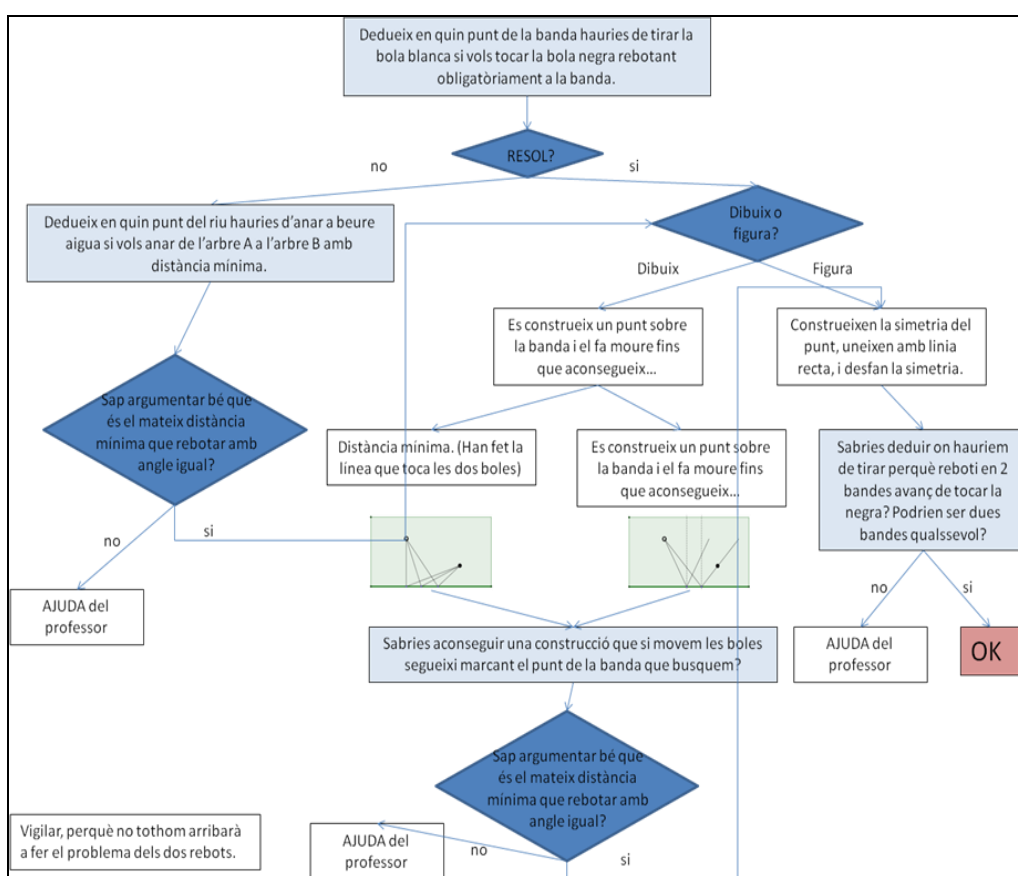 Dedueix en quin punt de la banda hauries de tirar la
bola blanca si vols tocar la bola negra rebotant
obligatòriament a la banda.
RESOL?
no
si
Dedueix en quin punt del riu hauries d'anar a beure
aigua si vols anar de l'arbre A a l'arbre B amb
distància mínima.
Dibuix o
figura?
Dibuix
Figura
Es construeix un punt sobre
la banda i el fa moure fins
que aconsegueix...
Construeixen la simetria del
punt, uneixen amb linia
recta, i desfan la simetria.
Sap argumentar bé que
és el mateix distància
mínima que rebotar amb
angle igual?
Distància mínima. (Han fet la
línea que toca les dos boles)
Es construeix un punt sobre
la banda i el fa moure fins
que aconsegueix...
Sabries deduir on hauriem
de tirar perquè reboti en 2
bandes avanç de tocar la
negra? Podrien ser dues
bandes qualssevol?
no
si
no
si
AJUDA del
professor
Sabries aconseguir una construcció que si movem les boles
segueixi marcant el punt de la banda que busquem?
AJUDA del
professor
OK
Sap argumentar bé que
és el mateix distància
mínima que rebotar amb
angle igual?
Vigilar, perquè no tothom arribarà
a fer el problema dels dos rebots.
AJUDA del
professor
no
si